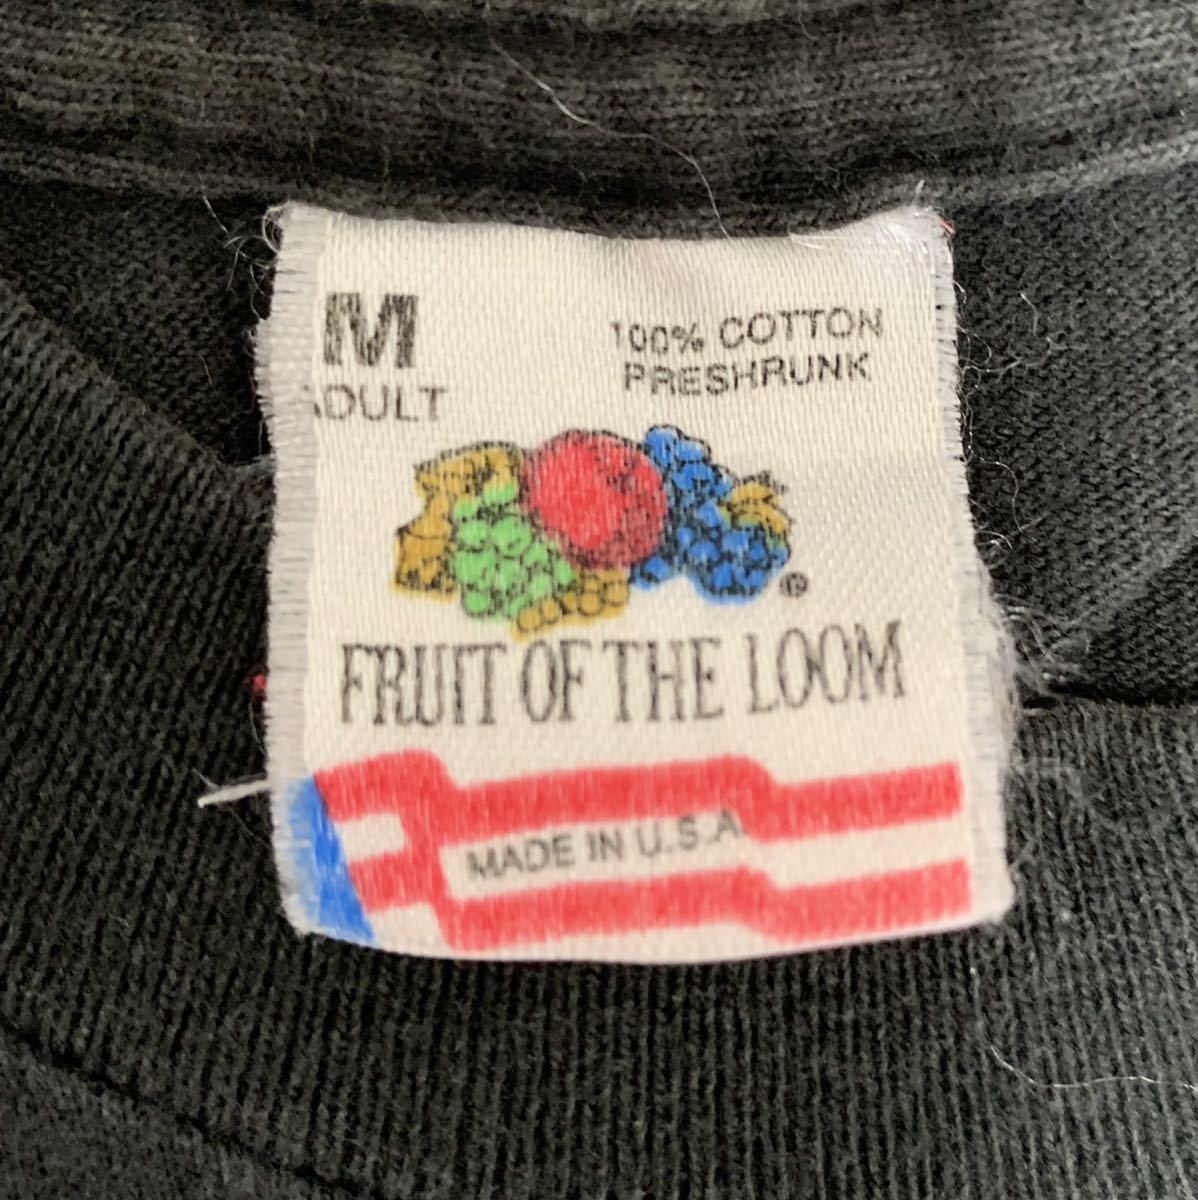 M
ADULT
100% COTTON
PRESHRUNK
®
FRUIT OF THE LOOM
MADE IN U.S.A